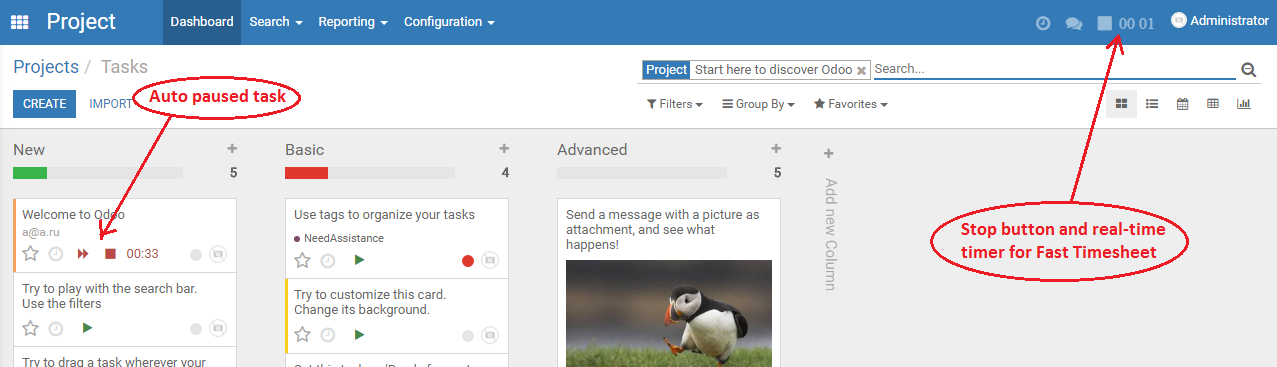 Project
Dashboard
Search
Reporting
Configuration
00 01
Administrator
Projects / Tasks
Project Start here to discover Odoo
Search...
CREATE
IMPORT
Auto paused task
Filters
Group By
Favorites
New
5
Basic
4
Advanced
5
Add new Column
Welcome to Odoo
a@a.ru
00:33
Try to play with the search bar.
Use the filters
Try to drag a task wherever your
Use tags to organize your tasks
NeedAssistance
Try to customize this card.
Change its background.
Send a message with a picture as
attachment, and see what
happens!
Stop button and real-time
timer for Fast Timesheet